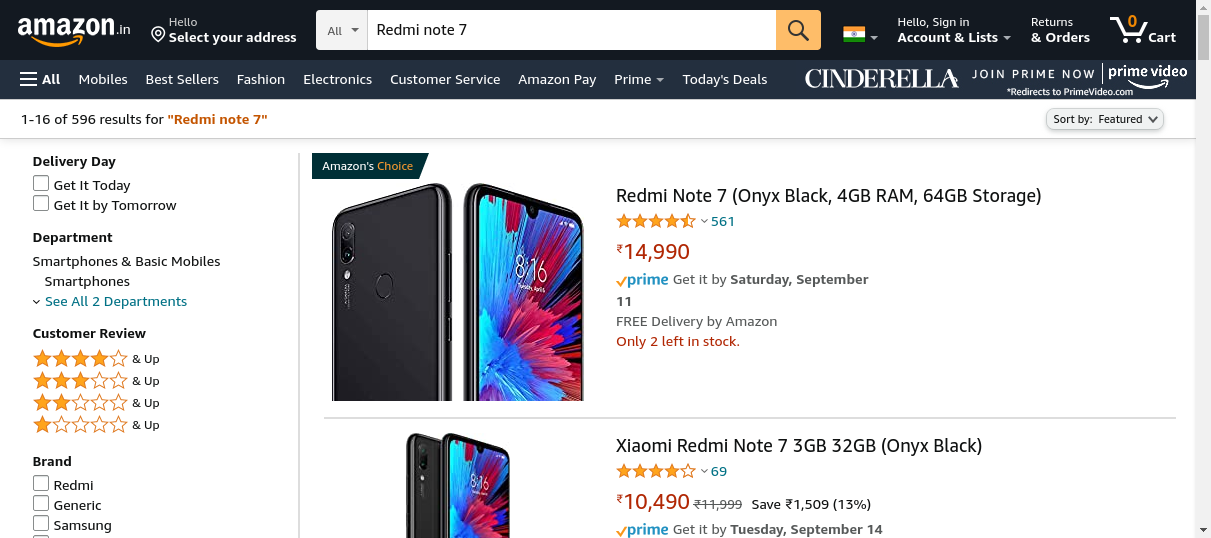 amazon.in
Hello
Select your address
All
Redmi note 7
Hello, Sign in
Account & Lists
Returns
& Orders
0
Cart
All
Mobiles
Best Sellers
Fashion
Electronics
Customer Service
Amazon Pay
Prime
Today's Deals
CINDERELLA
JOIN PRIME NOW
prime video
*Redirects to PrimeVideo.com
1-16 of 596 results for "Redmi note 7"
Sort by: Featured
Delivery Day
Get It Today
Get It by Tomorrow
Department
Smartphones & Basic Mobiles
Smartphones
See All 2 Departments
Customer Review
& Up
& Up
& Up
& Up
Brand
Redmi
Generic
Samsung
Amazon's Choice
8:16
Redmi Note 7 (Onyx Black, 4GB RAM, 64GB Storage)
561
₹14,990
prime Get it by Saturday, September
11
FREE Delivery by Amazon
Only 2 left in stock.
8:16
Xiaomi Redmi Note 7 3GB 32GB (Onyx Black)
69
₹10,490 ₹11,999 Save ₹1,509 (13%)
prime Get it by Tuesday, September 14